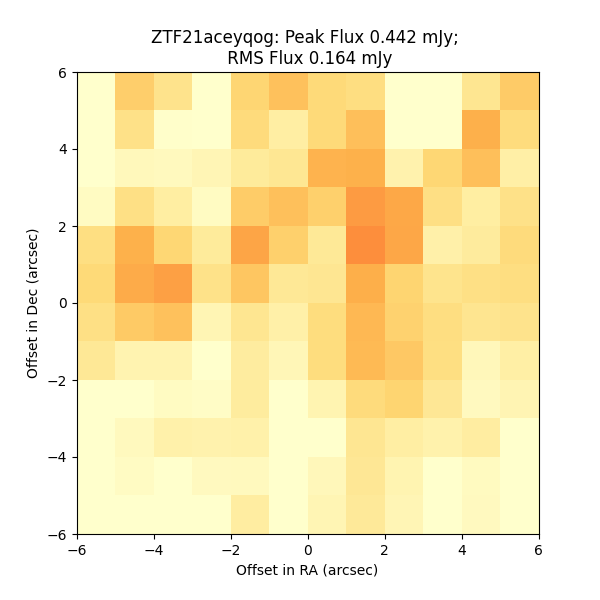 ZTF21aceyqog: Peak Flux 0.442 mJy;
RMS Flux 0.164 mJy
6
4
2
0
−2
−4
−6
Offset in Dec (arcsec)
−6 −4 −2 0 2 4 6
Offset in RA (arcsec)